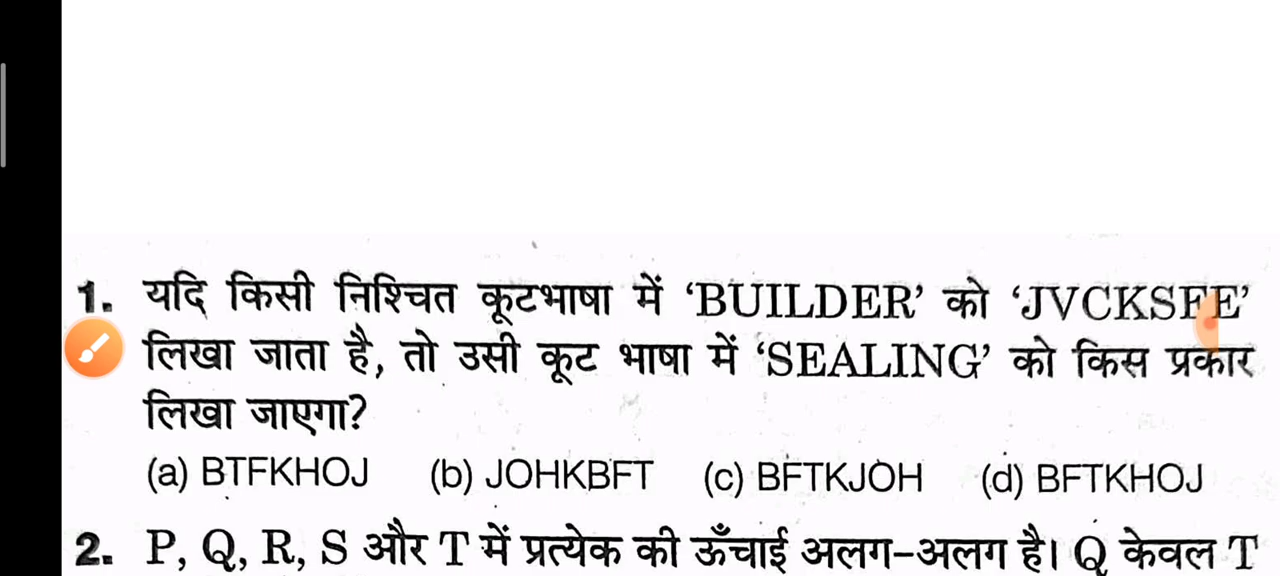 1. यदि किसी निश्चित कूटभाषा में ‘BUILDER’ को ‘JVCKSFE’
लिखा जाता है, तो उसी कूट भाषा में ‘SEALING’ को किस प्रकार
लिखा जाएगा?
(a) BTFKHOJ (b) JOHKBFT (c) BFTKJOH (d) BFTKHOJ
2. P, Q, R, S और T में प्रत्येक की ऊँचाई अलग-अलग है। Q केवल T